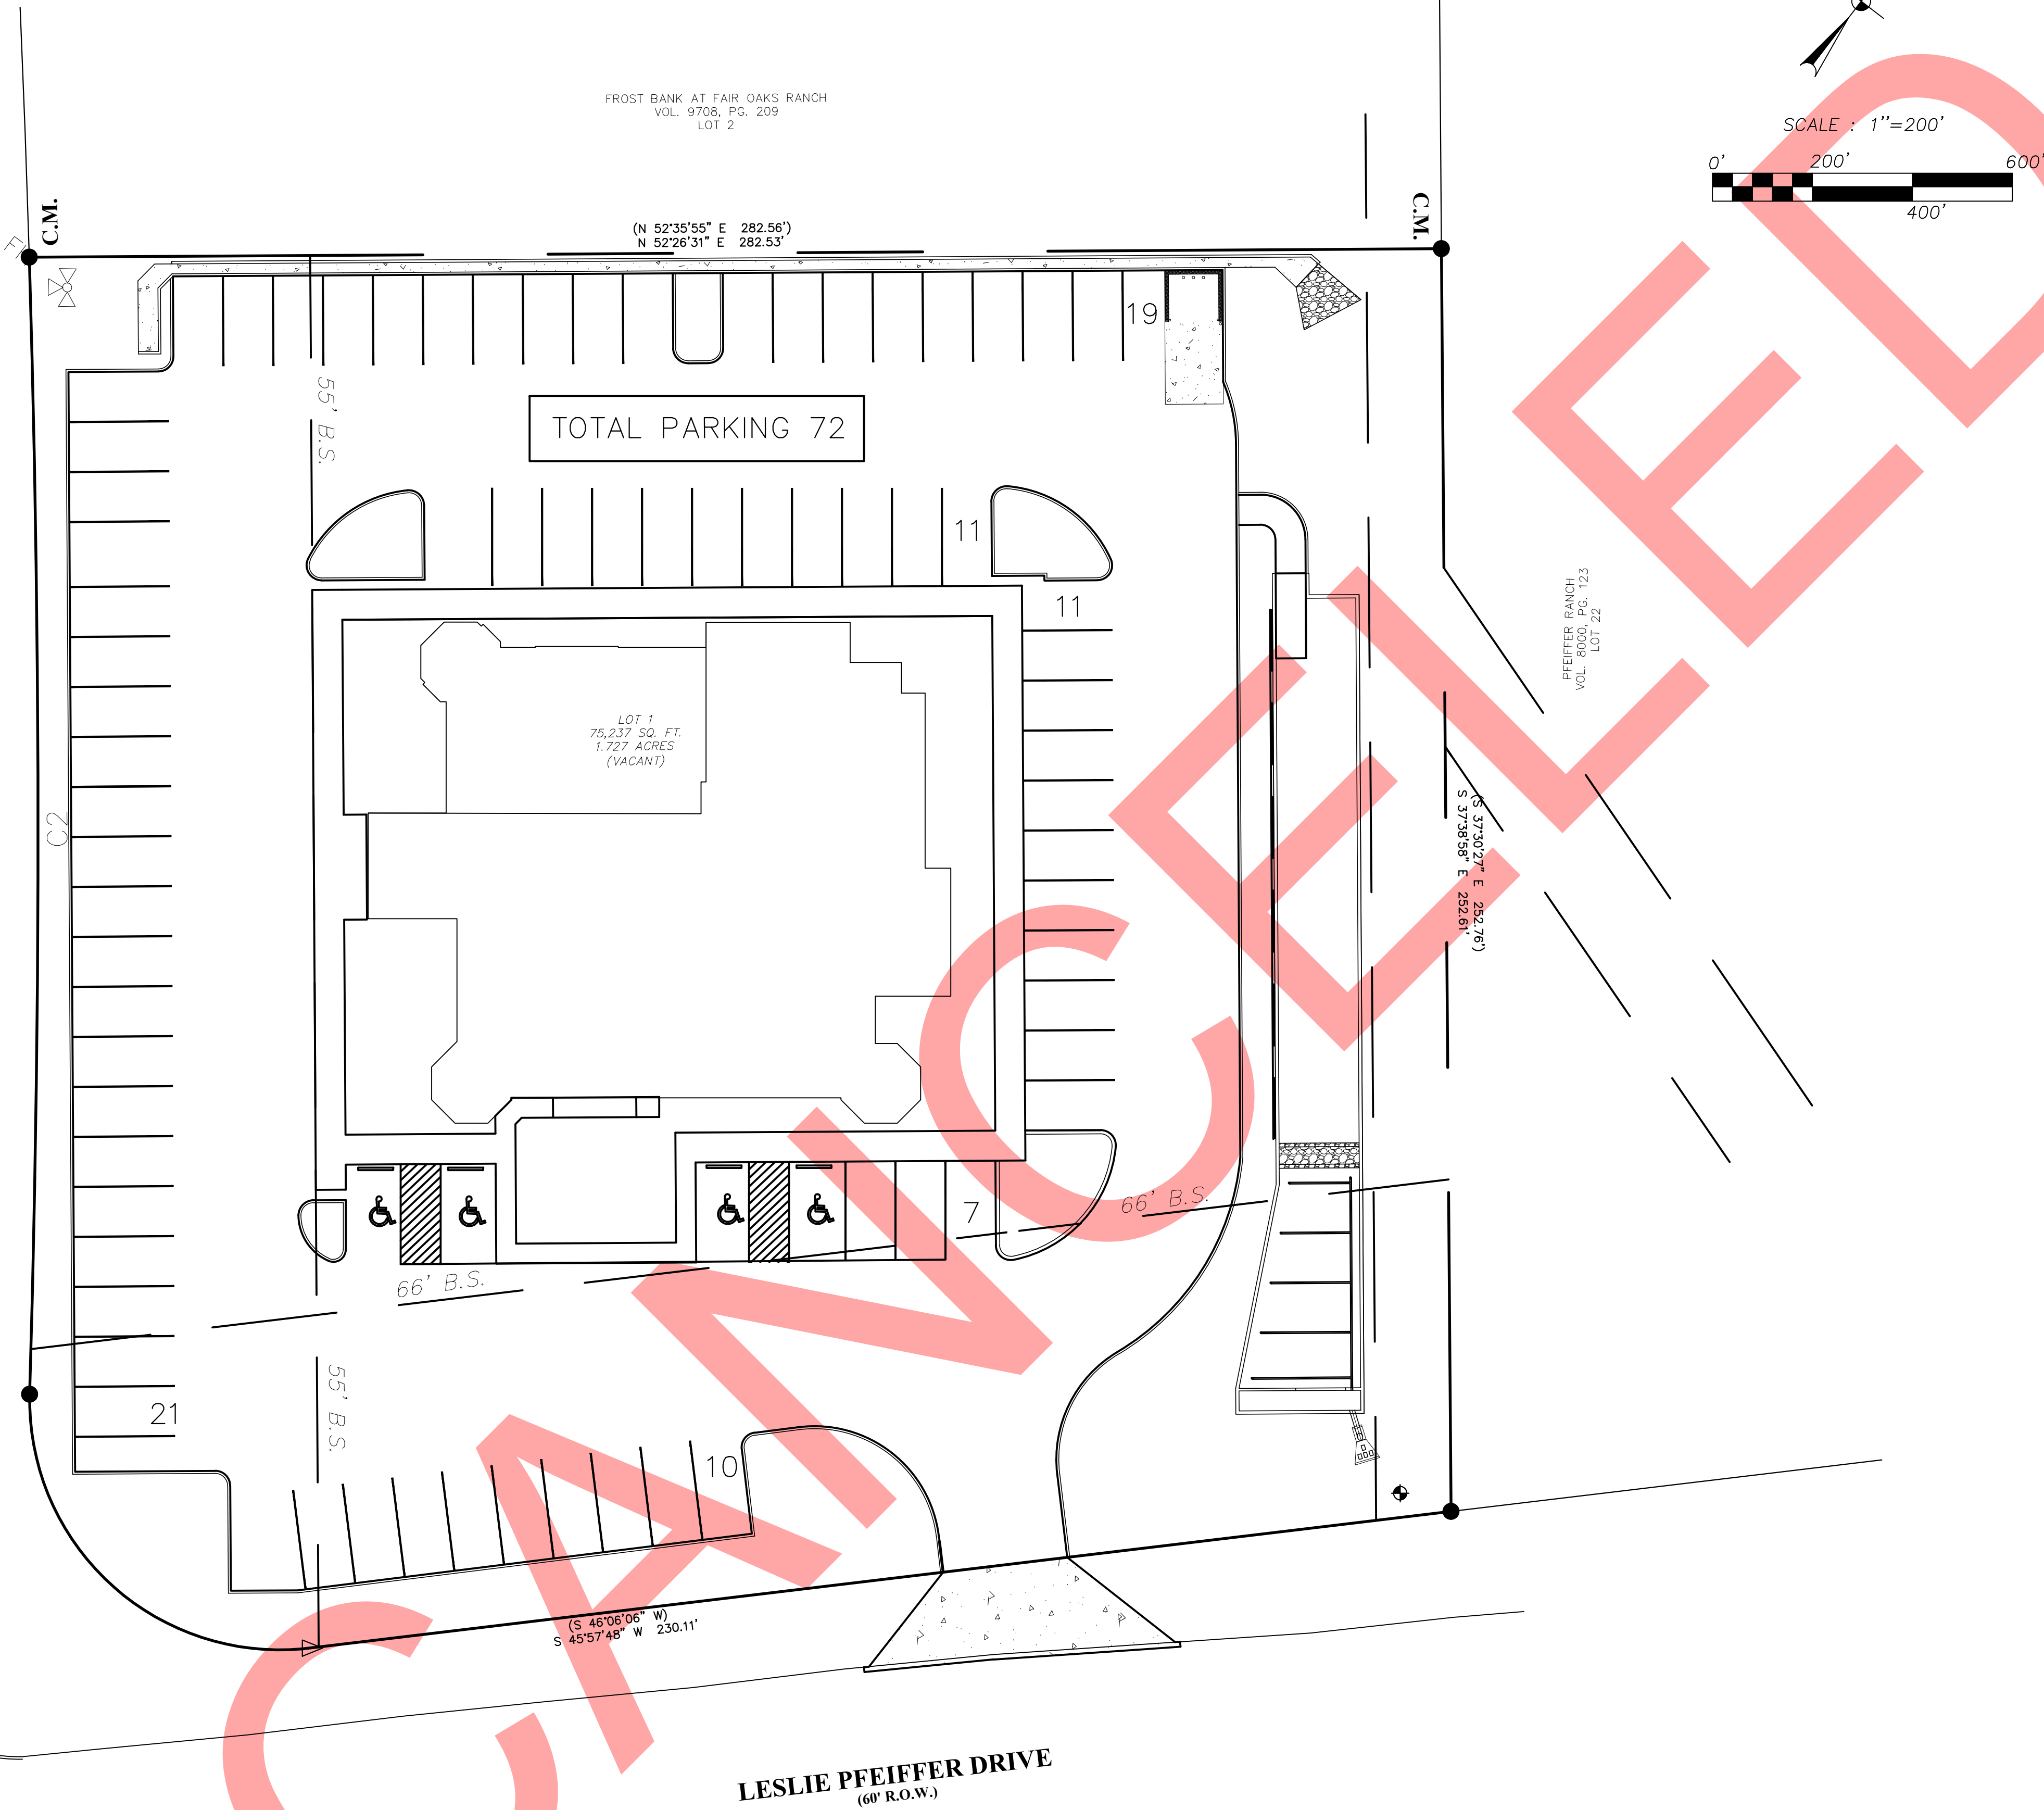 FROST BANK AT FAIR OAKS RANCH
VOL. 9708, PG. 209
LOT 2
SCALE : 1''=200'
0'
200'
600'
400'
C.M.
C.M.
(N 52°35'55" E 282.56')
N 52°26'31" E 282.53'
19
55' B.S.
TOTAL PARKING 72
11
11
PFEIFFER RANCH
VOL. 8000, PG. 123
LOT 22
LOT 1
75,237 SQ. FT.
1.727 ACRES
(VACANT)
C2
(S 37°30'27" E 252.76')
S 37°38'58" E 252.61'
7
66' B.S.
66' B.S.
55' B.S.
21
10
(S 46°06'06" W)
S 45°57'48" W 230.11'
LESLIE PFEIFFER DRIVE
(60' R.O.W.)
CANCELED